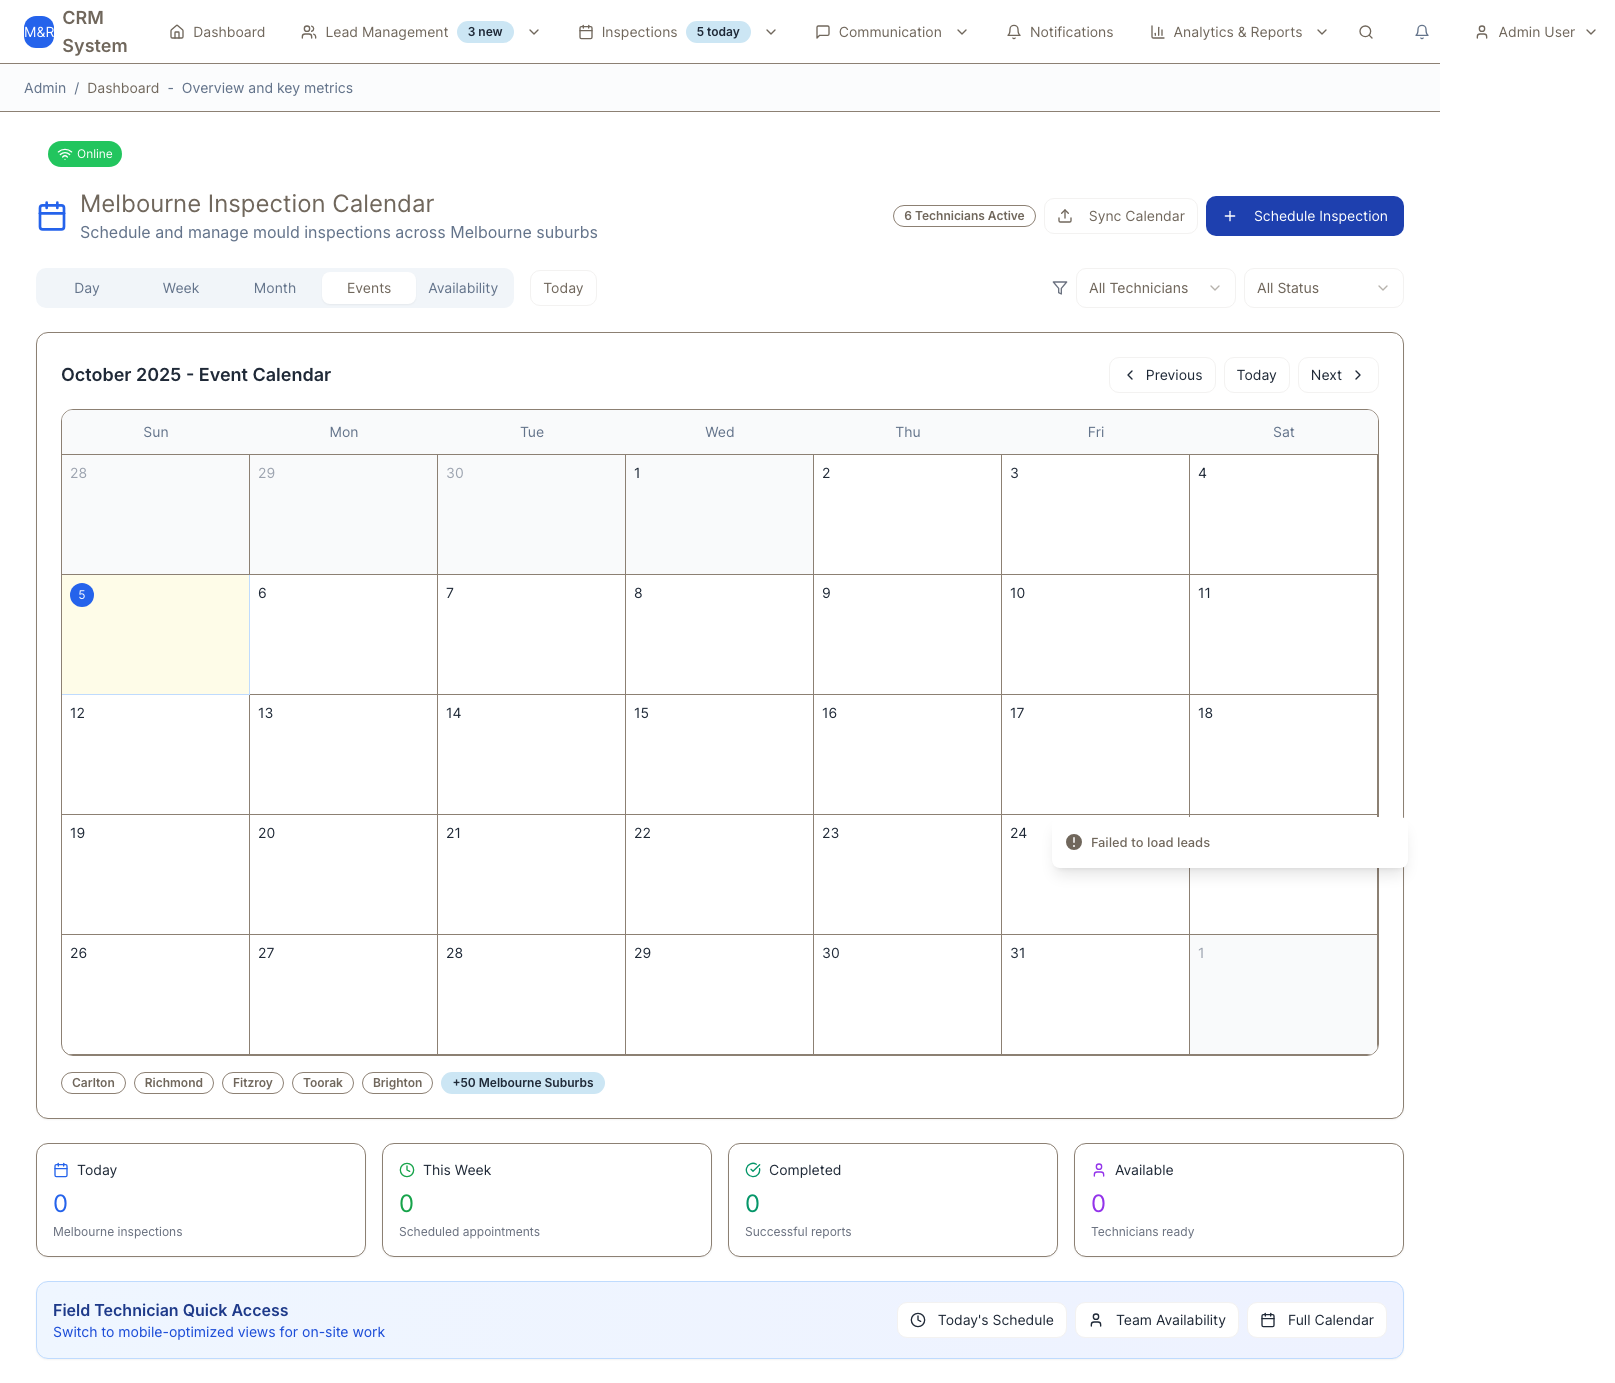 M&R
CRM System
Dashboard
Lead Management
3 new
Inspections
5 today
Communication
Notifications
Analytics & Reports
Admin User
Admin / Dashboard - Overview and key metrics
Online
Melbourne Inspection Calendar
Schedule and manage mould inspections across Melbourne suburbs
6 Technicians Active
Sync Calendar
Schedule Inspection
Day
Week
Month
Events
Availability
Today
All Technicians
All Status
October 2025 - Event Calendar
Previous
Today
Next
Sun Mon Tue Wed Thu Fri Sat
28 29 30 1 2 3 4
5 6 7 8 9 10 11
12 13 14 15 16 17 18
19 20 21 22 23 24
Failed to load leads
26 27 28 29 30 31 1
Carlton
Richmond
Fitzroy
Toorak
Brighton
+50 Melbourne Suburbs
Today
0
Melbourne inspections
This Week
0
Scheduled appointments
Completed
0
Successful reports
Available
0
Technicians ready
Field Technician Quick Access
Switch to mobile-optimized views for on-site work
Today's Schedule
Team Availability
Full Calendar